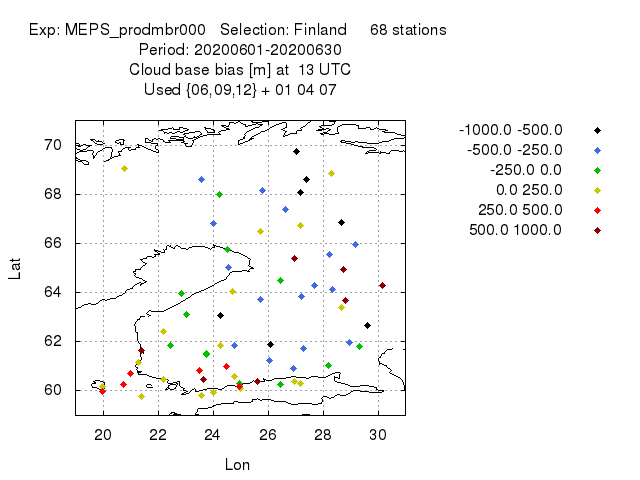 Exp: MEPS_prodmbr000 Selection: Finland 68 stations
Period: 20200601-20200630
Cloud base bias [m] at 13 UTC
Used {06,09,12} + 01 04 07
-1000.0 -500.0
-500.0 -250.0
-250.0 0.0
0.0 250.0
250.0 500.0
500.0 1000.0
70
68
66
64
62
60
Lat
20 22 24 26 28 30
Lon